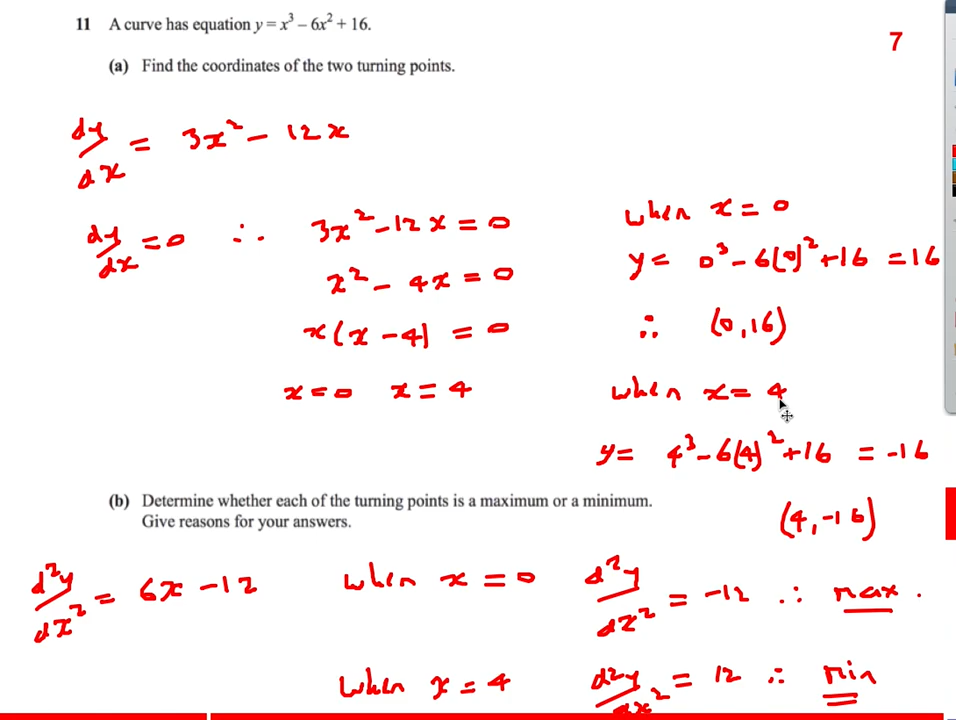 11 A curve has equation y = x³ – 6x² + 16.
7
(a) Find the coordinates of the two turning points.
dy/dx = 3x² - 12x
dy/dx = 0 ∴ 3x² - 12x = 0
x² - 4x = 0
x(x - 4) = 0
x = 0 x = 4
when x = 0
y = 0³ - 6(0)² + 16 = 16
∴ (0, 16)
when x = 4
y = 4³ - 6(4)² + 16 = -16
(4, -16)
(b) Determine whether each of the turning points is a maximum or a minimum.
Give reasons for your answers.
d²y/dx² = 6x - 12 when x = 0 d²y/dx² = -12 ∴ max.
when x = 4 d²y/dx² = 12 ∴ min